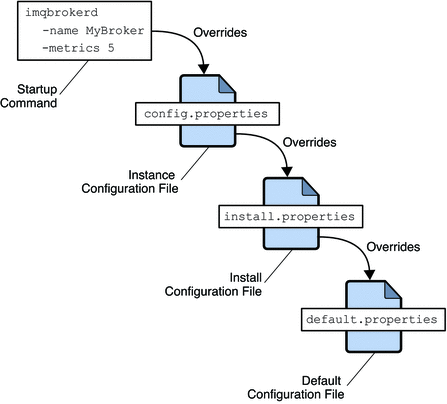 imqbrokerd
-name MyBroker
-metrics 5
Overrides
Startup
Command
config.properties
Overrides
Instance
Configuration File
install.properties
Overrides
Install
Configuration File
default.properties
Default
Configuration File